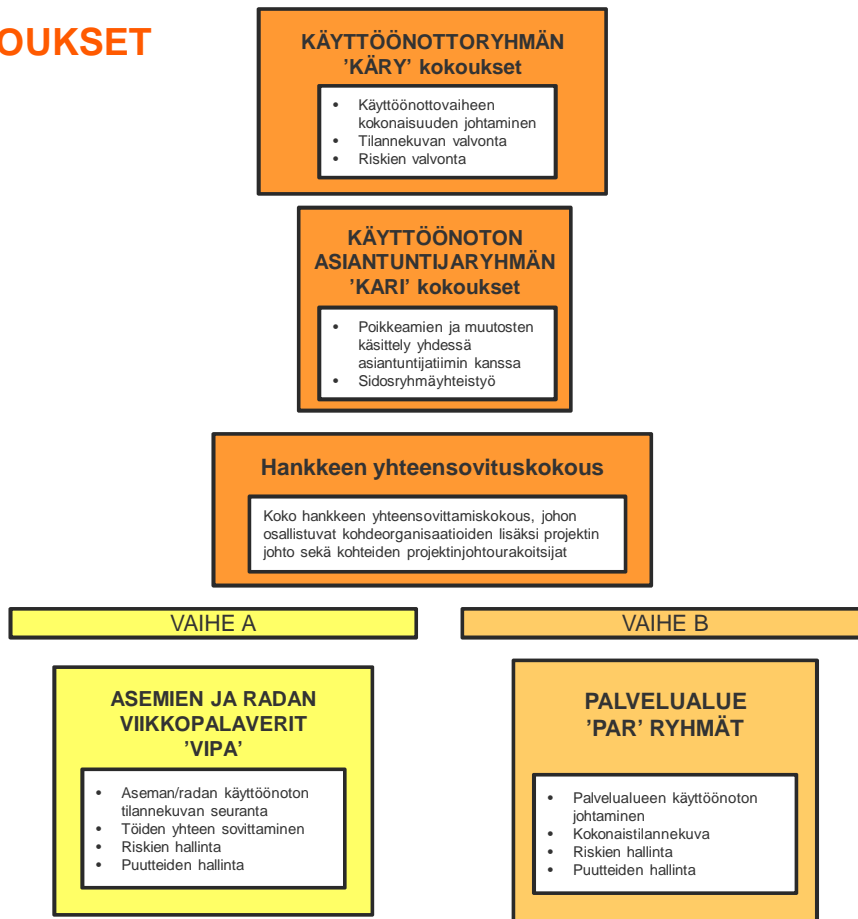 OUKSET
KÄYTTÖÖNOTTORYHMÄN
’KÄRY’ kokoukset
• Käyttöönottovaiheen
kokonaisuuden johtaminen
• Tilannekuvan valvonta
• Riskien valvonta
KÄYTTÖÖNOTON
ASIANTUNTIJARYHMÄN
’KARI’ kokoukset
• Poikkeamien ja muutosten
käsittely yhdessä
asiantuntijatiimin kanssa
• Sidosryhmäyhteistyö
Hankkeen yhteensovituskokous
Koko hankkeen yhteensovittamiskokous, johon
osallistuvat kohdeorganisaatioiden lisäksi projektin
johto sekä kohteiden projektinjohtourakoitsijat
VAIHE A
VAIHE B
ASEMIEN JA RADAN
VIIKKOPALAVERIT
’VIPA’
• Aseman/radan käyttöönoton
tilannekuvan seuranta
• Töiden yhteen sovittaminen
• Riskien hallinta
• Puutteiden hallinta
PALVELUALUE
’PAR’ RYHMÄT
• Palvelualueen käyttöönoton
johtaminen
• Kokonaistilannekuva
• Riskien hallinta
• Puutteiden hallinta